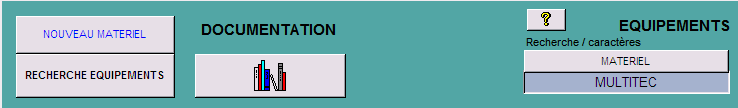 NOUVEAU MATERIEL
RECHERCHE EQUIPEMENTS
DOCUMENTATION
?
EQUIPEMENTS
Recherche / caractères
MATERIEL
MULTITEC